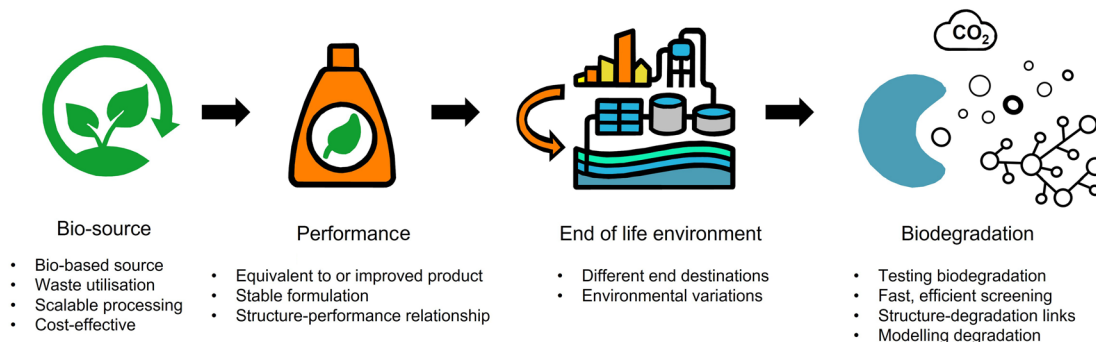 CO2
Bio-source
Bio-based source
Waste utilisation
Scalable processing
Cost-effective
Performance
Equivalent to or improved product
Stable formulation
Structure-performance relationship
End of life environment
Different end destinations
Environmental variations
Biodegradation
Testing biodegradation
Fast, efficient screening
Structure-degradation links
Modelling degradation